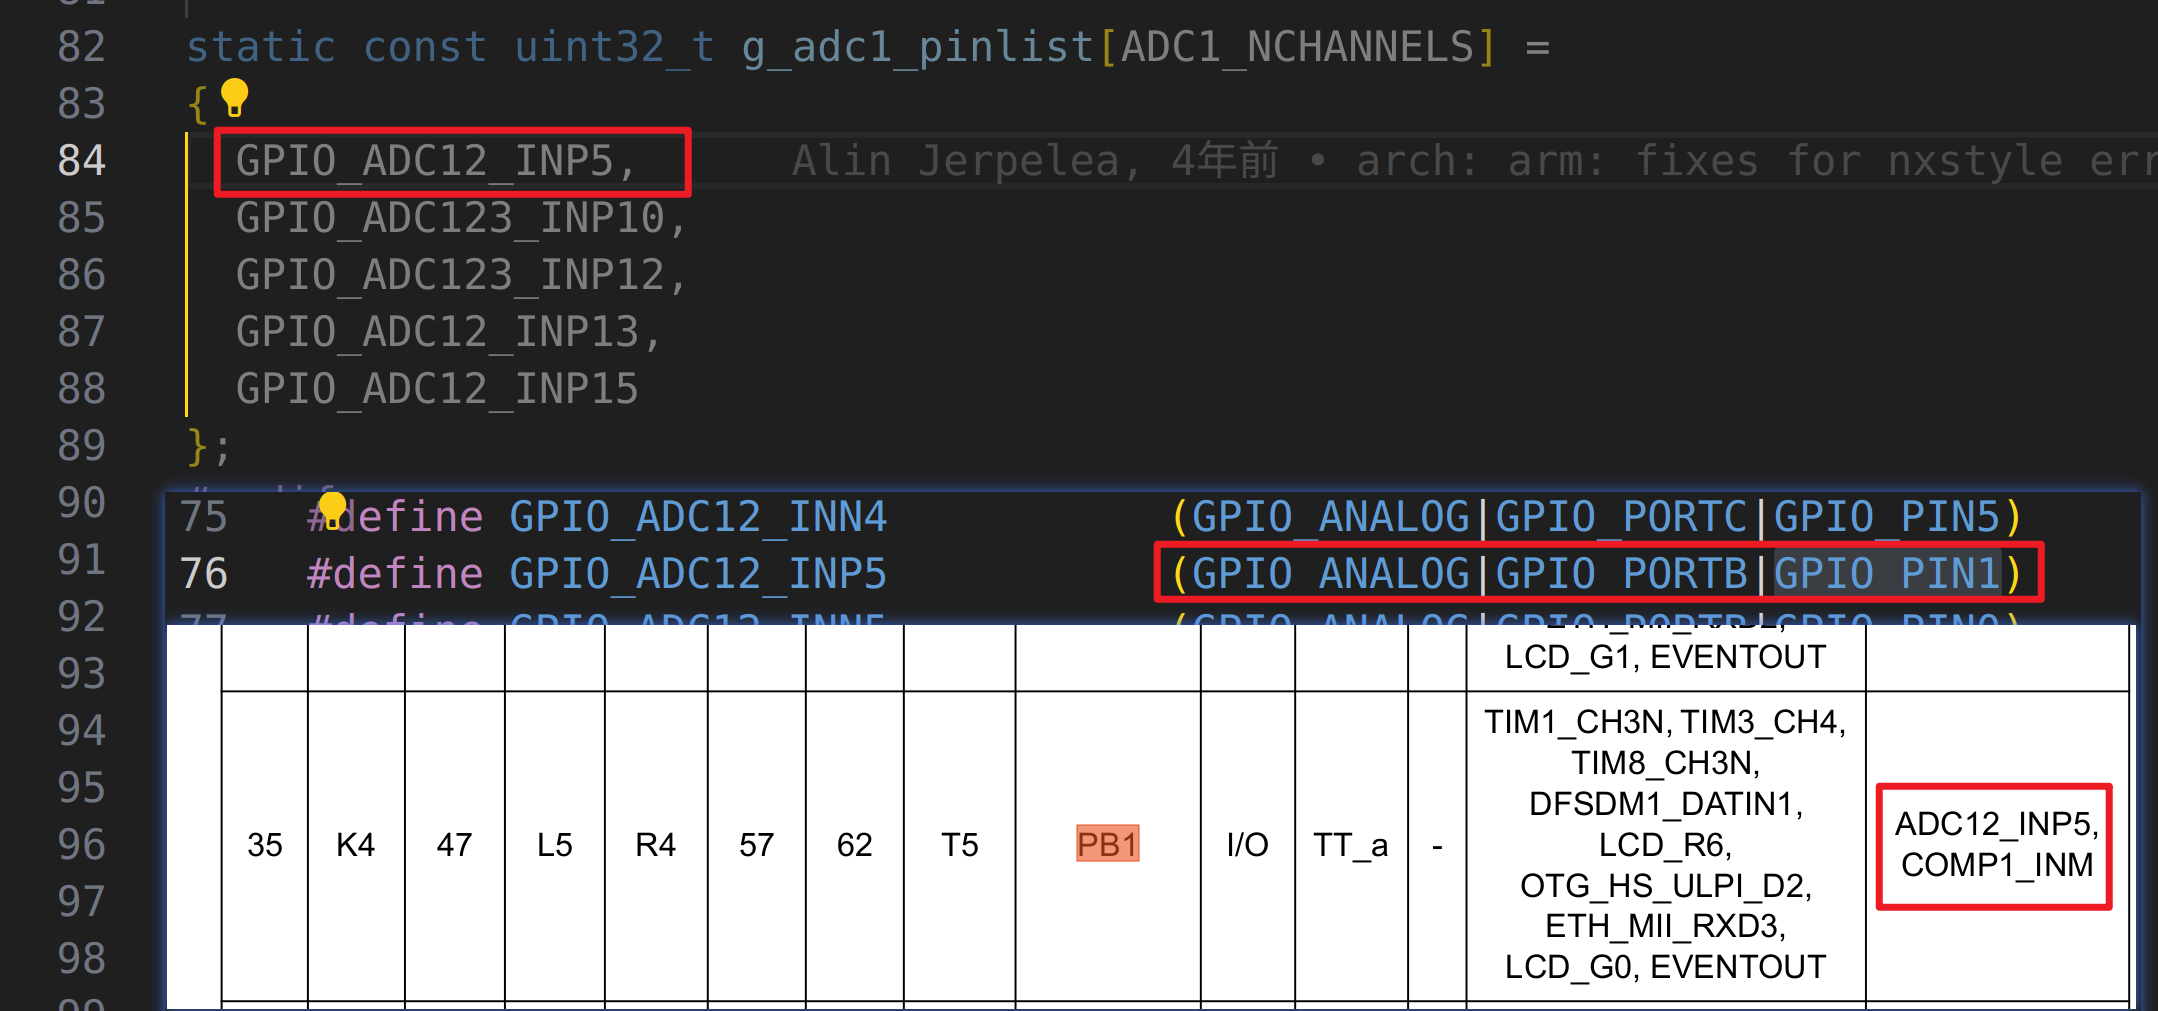 82 static const uint32_t g_adc1_pinlist[ADC1_NCHANNELS] =
83 {
84 GPIO_ADC12_INP5, Alin Jerpelea, 4年前 • arch: arm: fixes for nxstyle err
85 GPIO_ADC123_INP10,
86 GPIO_ADC123_INP12,
87 GPIO_ADC12_INP13,
88 GPIO_ADC12_INP15
89 };
90
75 #define GPIO_ADC12_INN4 (GPIO_ANALOG|GPIO_PORTC|GPIO_PIN5)
91
76 #define GPIO_ADC12_INP5 (GPIO_ANALOG|GPIO_PORTB|GPIO_PIN1)
92
93
94
95
96
97
98
LCD_G1, EVENTOUT
35 K4 47 L5 R4 57 62 T5 PB1 I/O TT_a -
TIM1_CH3N, TIM3_CH4,
TIM8_CH3N,
DFSDM1_DATIN1,
LCD_R6,
OTG_HS_ULPI_D2,
ETH_MII_RXD3,
LCD_G0, EVENTOUT
ADC12_INP5,
COMP1_INM